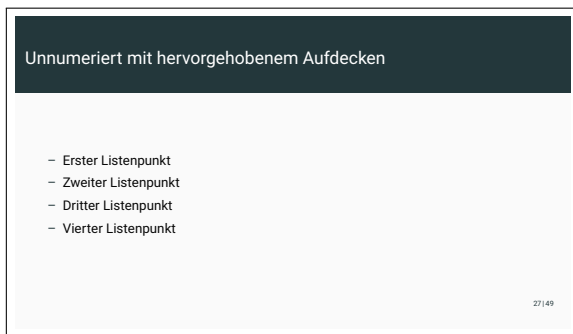 Unnumeriert mit hervorgehobenem Aufdecken
– Erster Listenpunkt
– Zweiter Listenpunkt
– Dritter Listenpunkt
– Vierter Listenpunkt
27|49